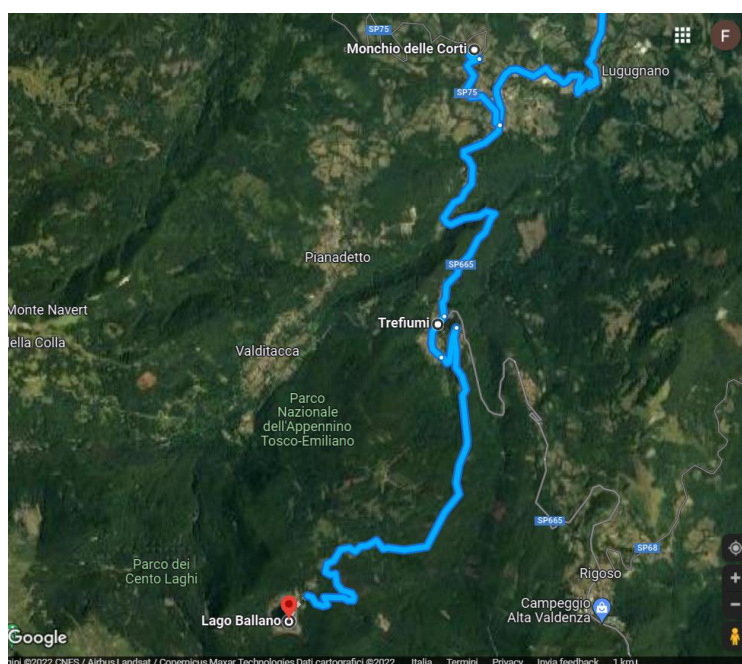 SP75
F
Monchio delle Corti
Lugugnano
SP75
Pianadetto
SP665
Monte Navert
Trefiumi
ella Colla
Valditacca
Parco
Nazionale
dell'Appennino
Tosco-Emiliano
SP665
SP68
Parco dei
Cento Laghi
Rigoso
Campeggio
Alta Valdenza
Lago Ballano
Google
©2022 CNES / Airbus Landsat / Copernicus Maxar Technologies Dati cartografici ©2022 Italia Termini Privacy Invia feedback 1 km